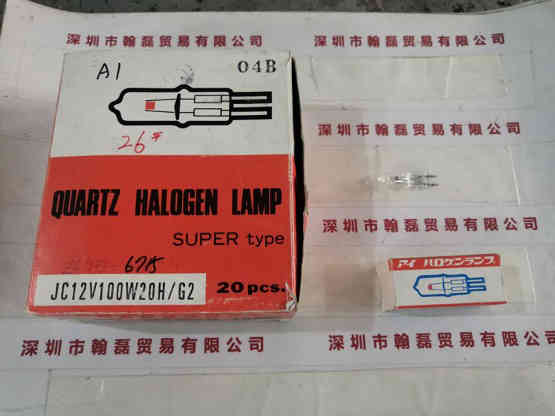 深圳市翰磊贸易有限公司
深圳市翰磊贸易有限公司
A1
04B
26#
QUARTZ HALOGEN LAMP
SUPER type
671S
JC12V100W20H/G2
20 pcs.
深圳市翰磊贸易有限公司
深圳市翰磊贸易有限公司
アイ ハロゲンランプ
深圳市翰磊贸易有限公司
深圳市翰磊贸易有限公司